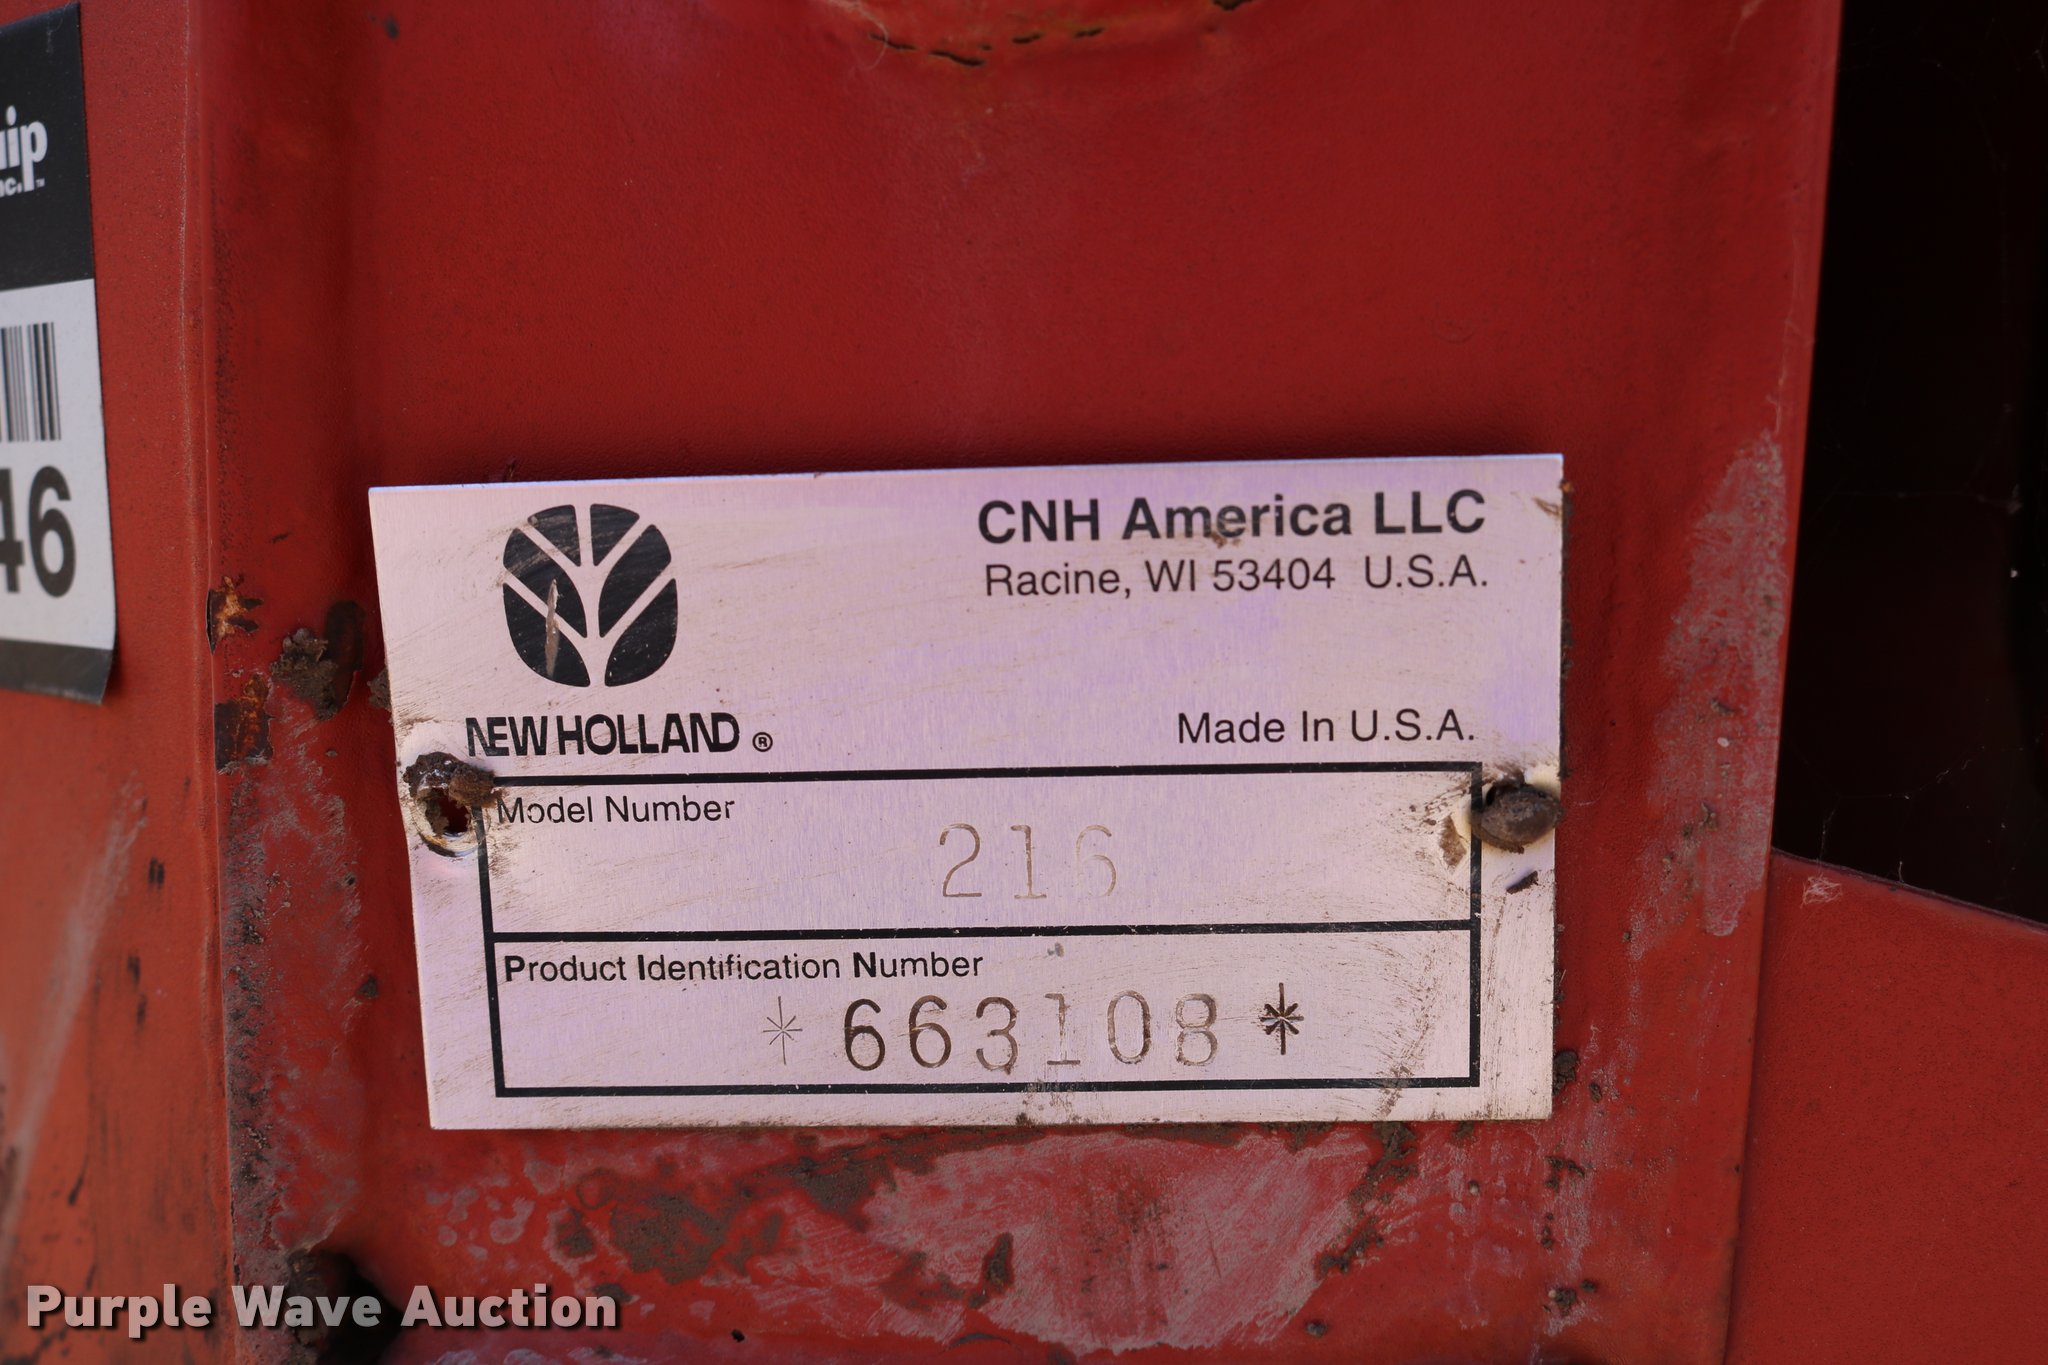 46
CNH America LLC
Racine, WI 53404 U.S.A.
NEW HOLLAND ®
Made In U.S.A.
Model Number
216
Product Identification Number
*663108*
Purple Wave Auction